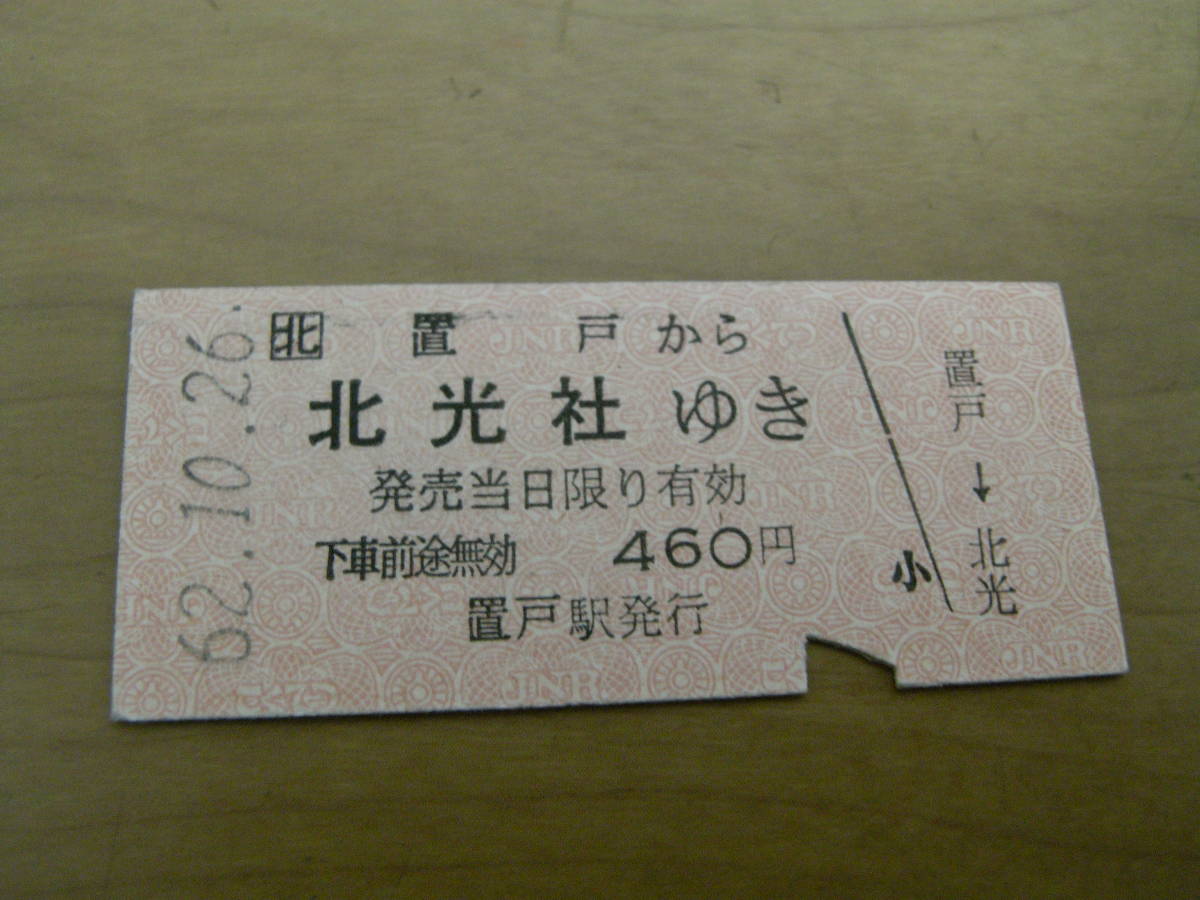 62.10.26.
北 置戸から
北光社ゆき
発売当日限り有効
下車前途無効 460円
置戸駅発行
小
置戸→北光
JNR